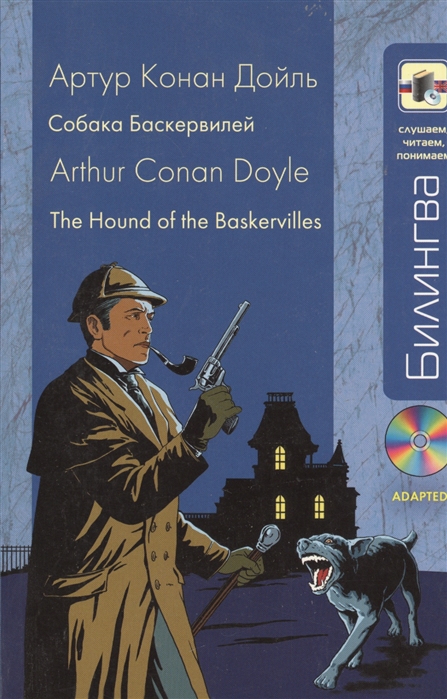 Артур Конан Дойль
Собака Баскервилей
Arthur Conan Doyle
The Hound of the Baskervilles
слушаем,
читаем,
понимаем
Билингва
ADAPTED